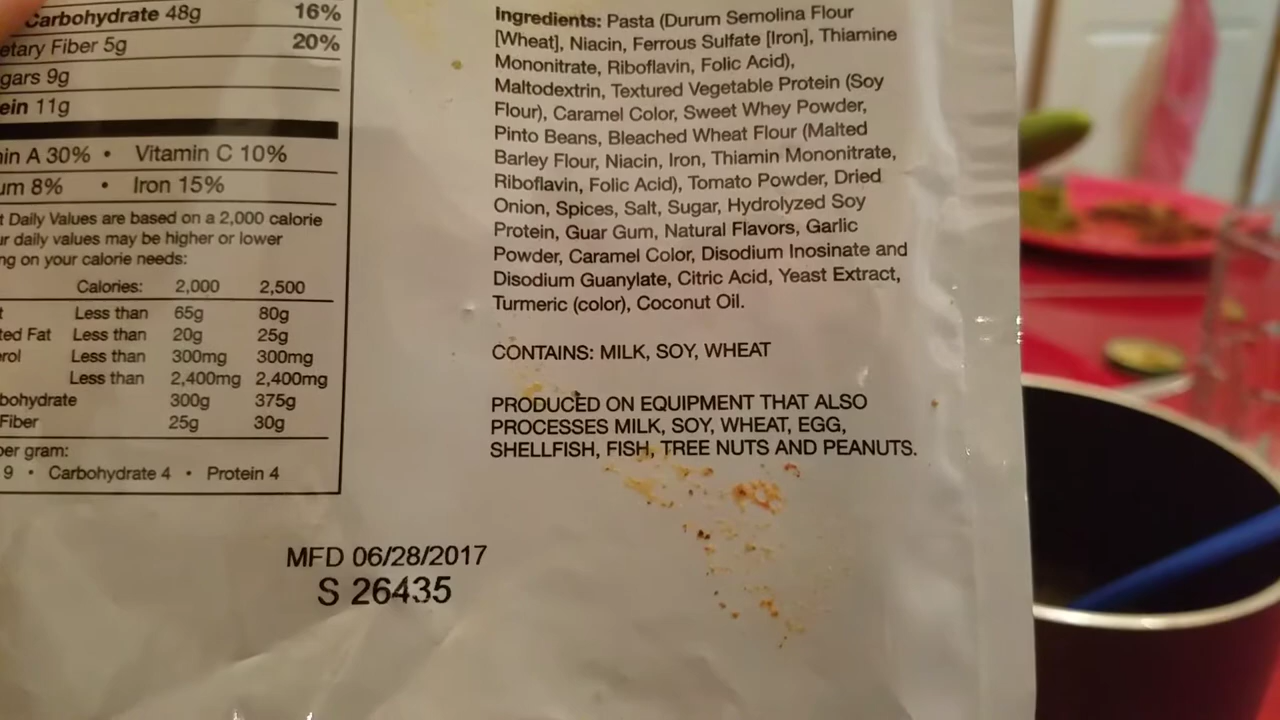 Carbohydrate 48g 16%
etary Fiber 5g 20%
gars 9g
ein 11g
in A 30% • Vitamin C 10%
um 8% • Iron 15%
t Daily Values are based on a 2,000 calorie
ur daily values may be higher or lower
ng on your calorie needs:
Calories: 2,000 2,500
t Less than 65g 80g
ted Fat Less than 20g 25g
erol Less than 300mg 300mg
Less than 2,400mg 2,400mg
bohydrate 300g 375g
Fiber 25g 30g
per gram:
9 • Carbohydrate 4 • Protein 4
MFD 06/28/2017
S 26435
Ingredients: Pasta (Durum Semolina Flour
[Wheat], Niacin, Ferrous Sulfate [Iron], Thiamine
Mononitrate, Riboflavin, Folic Acid),
Maltodextrin, Textured Vegetable Protein (Soy
Flour), Caramel Color, Sweet Whey Powder,
Pinto Beans, Bleached Wheat Flour (Malted
Barley Flour, Niacin, Iron, Thiamin Mononitrate,
Riboflavin, Folic Acid), Tomato Powder, Dried
Onion, Spices, Salt, Sugar, Hydrolyzed Soy
Protein, Guar Gum, Natural Flavors, Garlic
Powder, Caramel Color, Disodium Inosinate and
Disodium Guanylate, Citric Acid, Yeast Extract,
Turmeric (color), Coconut Oil.
CONTAINS: MILK, SOY, WHEAT
PRODUCED ON EQUIPMENT THAT ALSO
PROCESSES MILK, SOY, WHEAT, EGG,
SHELLFISH, FISH, TREE NUTS AND PEANUTS.